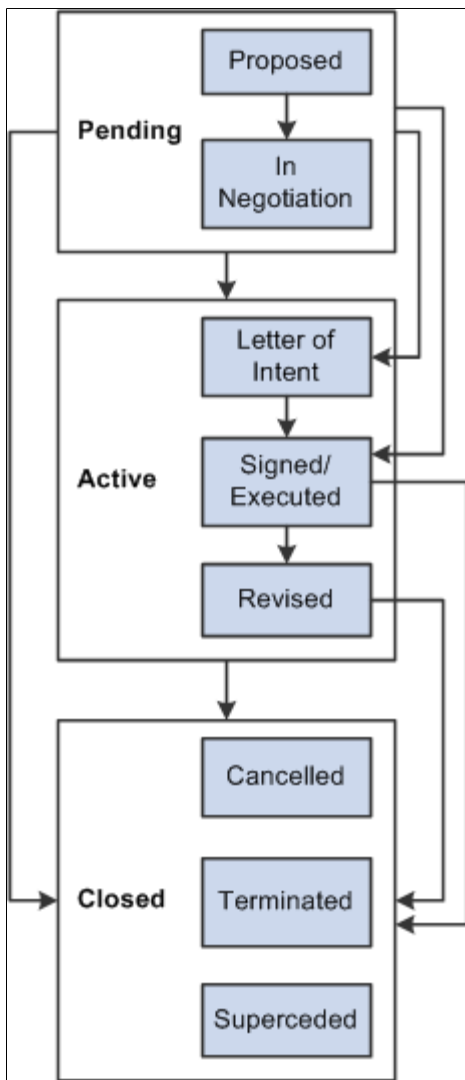 Proposed
Pending
In
Negotiation
Letter of
Intent
Active
Signed/
Executed
Revised
Cancelled
Closed
Terminated
Superceded